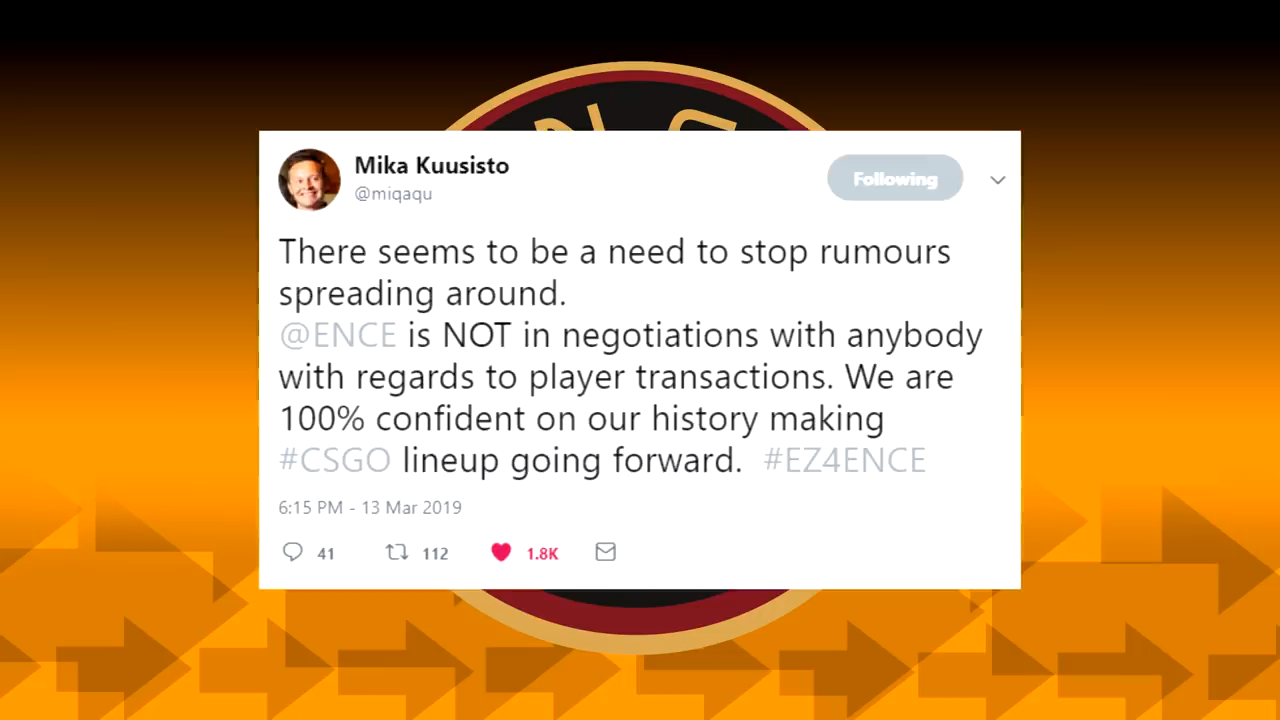 Mika Kuusisto
@miqaqu
Following
There seems to be a need to stop rumours
spreading around.
@ENCE is NOT in negotiations with anybody
with regards to player transactions. We are
100% confident on our history making
#CSGO lineup going forward. #EZ4ENCE
6:15 PM - 13 Mar 2019
41 112 1.8K